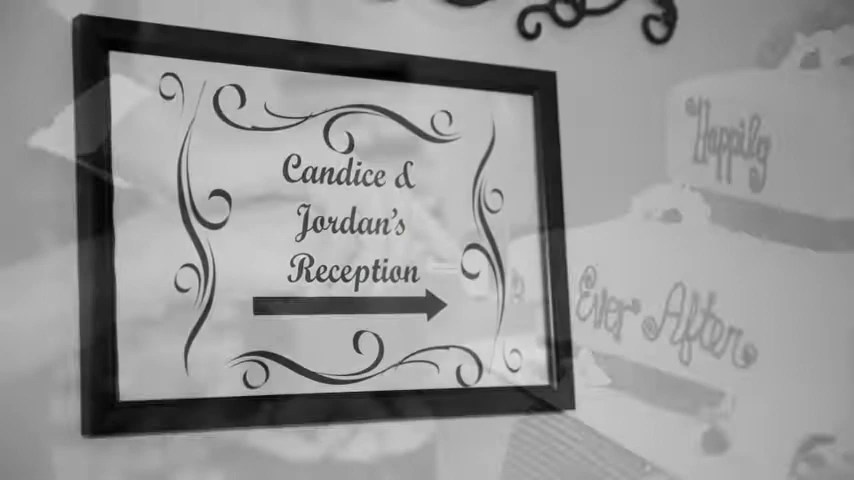 Candice &
Jordan's
Reception
Happily
Ever After